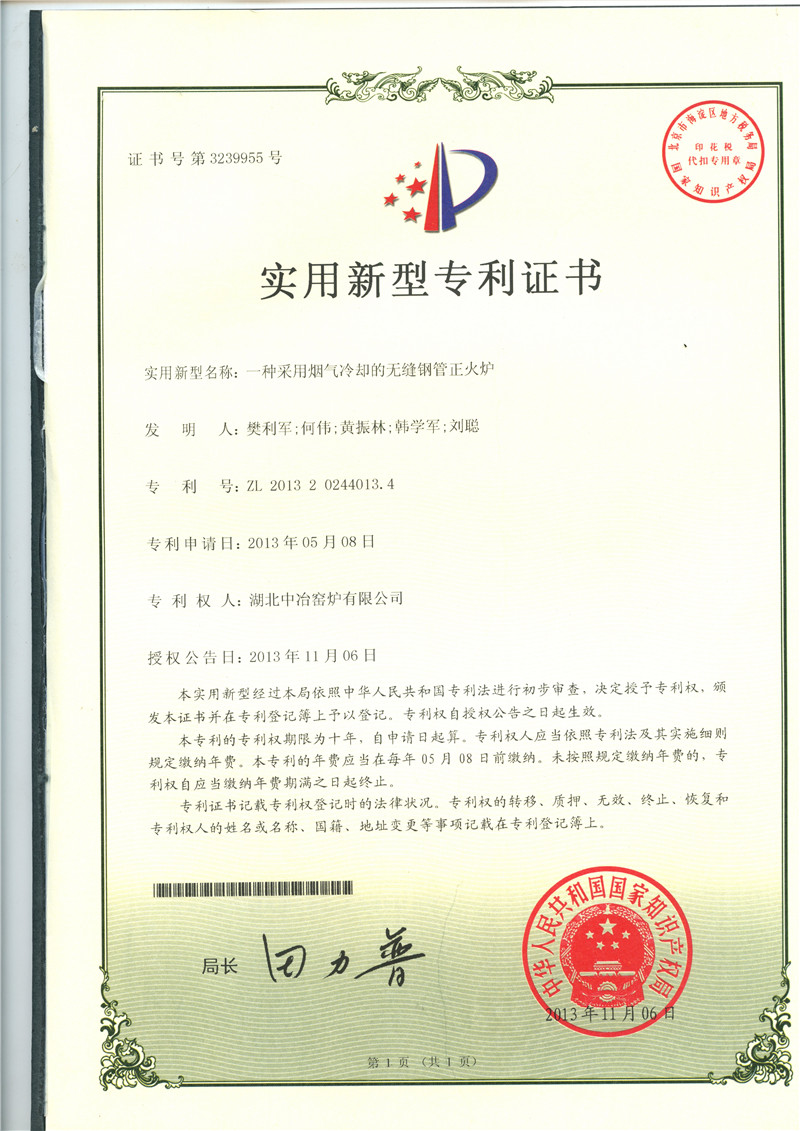 证书号第3239955号
北京市海淀区地方税务局
印花税
代扣专用章
国家知识产权局
实用新型专利证书
实用新型名称：一种采用烟气冷却的无缝钢管正火炉
发明人：樊利军;何伟;黄振林;韩学军;刘聪
专利号：ZL 2013 2 0244013.4
专利申请日：2013年05月08日
专利权人：湖北中冶窑炉有限公司
授权公告日：2013年11月06日
本实用新型经过本局依照中华人民共和国专利法进行初步审查，决定授予专利权，颁
发本证书并在专利登记簿上予以登记。专利权自授权公告之日起生效。
本专利的专利权期限为十年，自申请日起算。专利权人应当依照专利法及其实施细则
规定缴纳年费。本专利的年费应当在每年05月08日前缴纳。未按照规定缴纳年费的，专
利权自应当缴纳年费期满之日起终止。
专利证书记载专利权登记时的法律状况。专利权的转移、质押、无效、终止、恢复和
专利权人的姓名或名称、国籍、地址变更等事项记载在专利登记簿上。
局长 田力普
中华人民共和国国家知识产权局
2013年11月06日
第1页（共1页）